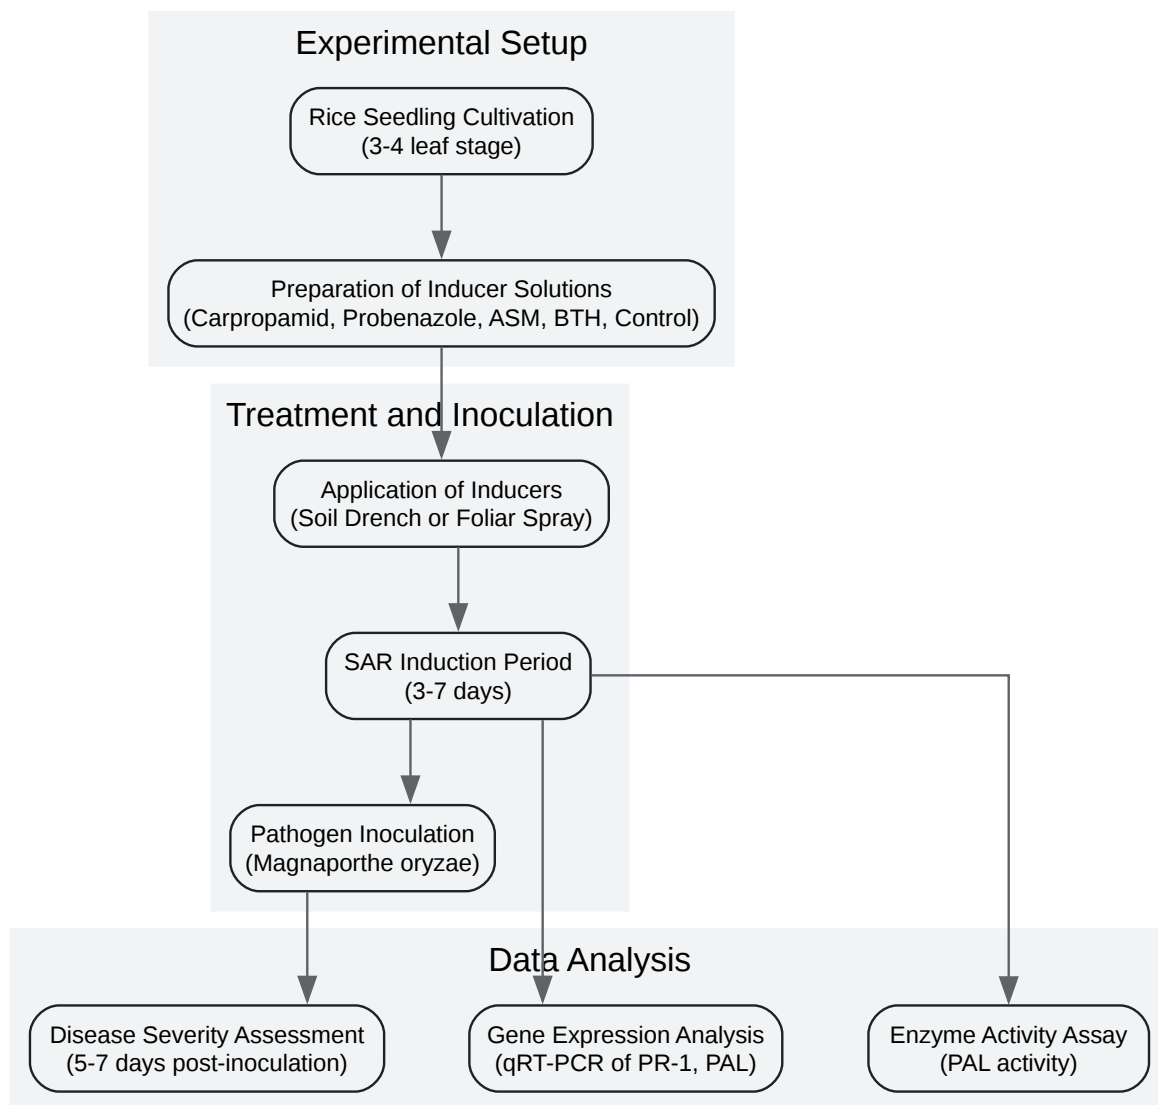 Experimental Setup
Rice Seedling Cultivation
(3-4 leaf stage)
Preparation of Inducer Solutions
(Carpropamid, Probenazole, ASM, BTH, Control)
Treatment and Inoculation
Application of Inducers
(Soil Drench or Foliar Spray)
SAR Induction Period
(3-7 days)
Pathogen Inoculation
(Magnaporthe oryzae)
Data Analysis
Disease Severity Assessment
(5-7 days post-inoculation)
Gene Expression Analysis
(qRT-PCR of PR-1, PAL)
Enzyme Activity Assay
(PAL activity)